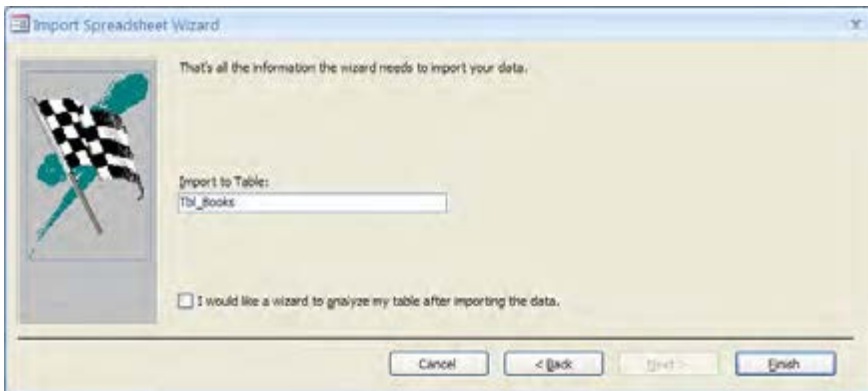 Import Spreadsheet Wizard
That's all the information the wizard needs to import your data.
Import to Table:
Tbl_Books
I would like a wizard to analyze my table after importing the data.
Cancel
< Back
Next >
Finish